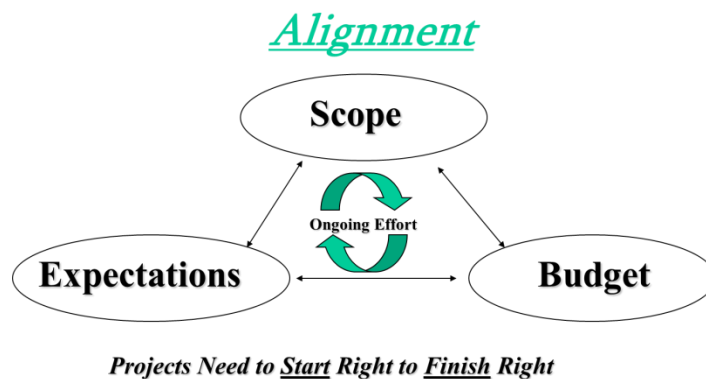 Alignment
Scope
Ongoing Effort
Expectations
Budget
Projects Need to Start Right to Finish Right